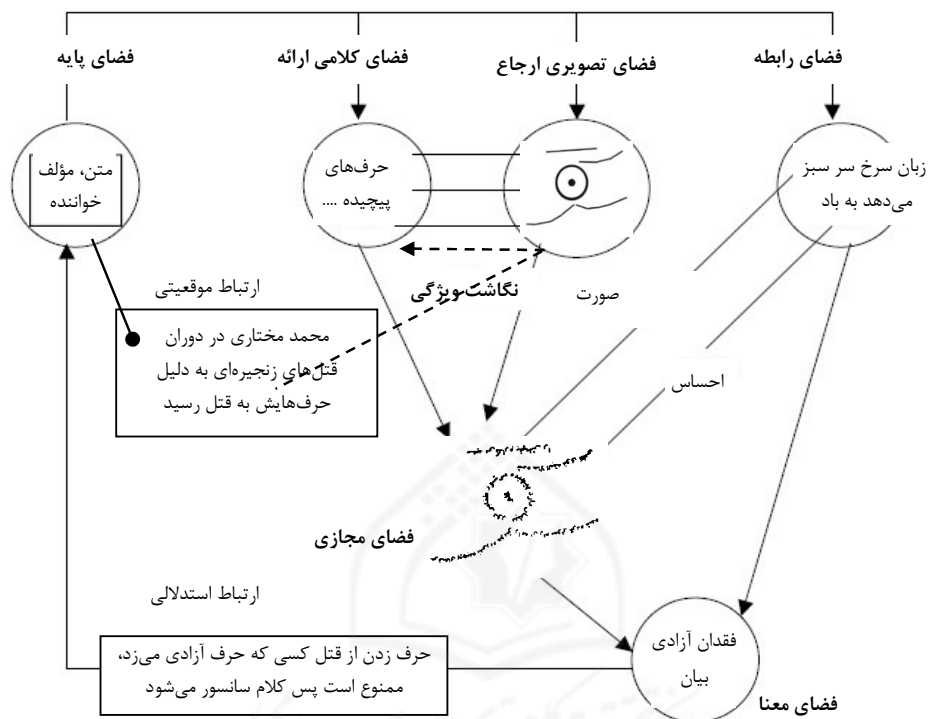 فضای رابطه
فضای تصویری ارجاع
فضای کلامی ارائه
فضای پایه
زبان سرخ سر سبز
می‌دهد به باد
حرف‌های
پیچیده ....
متن، مؤلف
خواننده
نگاشت ویژگی
صورت
ارتباط موقعیتی
محمد مختاری در دوران
قتل‌های زنجیره‌ای به دلیل
حرف‌هایش به قتل رسید
احساس
فضای مجازی
ارتباط استدلالی
فقدان آزادی
بیان
حرف زدن از قتل کسی که حرف آزادی می‌زد،
ممنوع است پس کلام سانسور می‌شود
فضای معنا